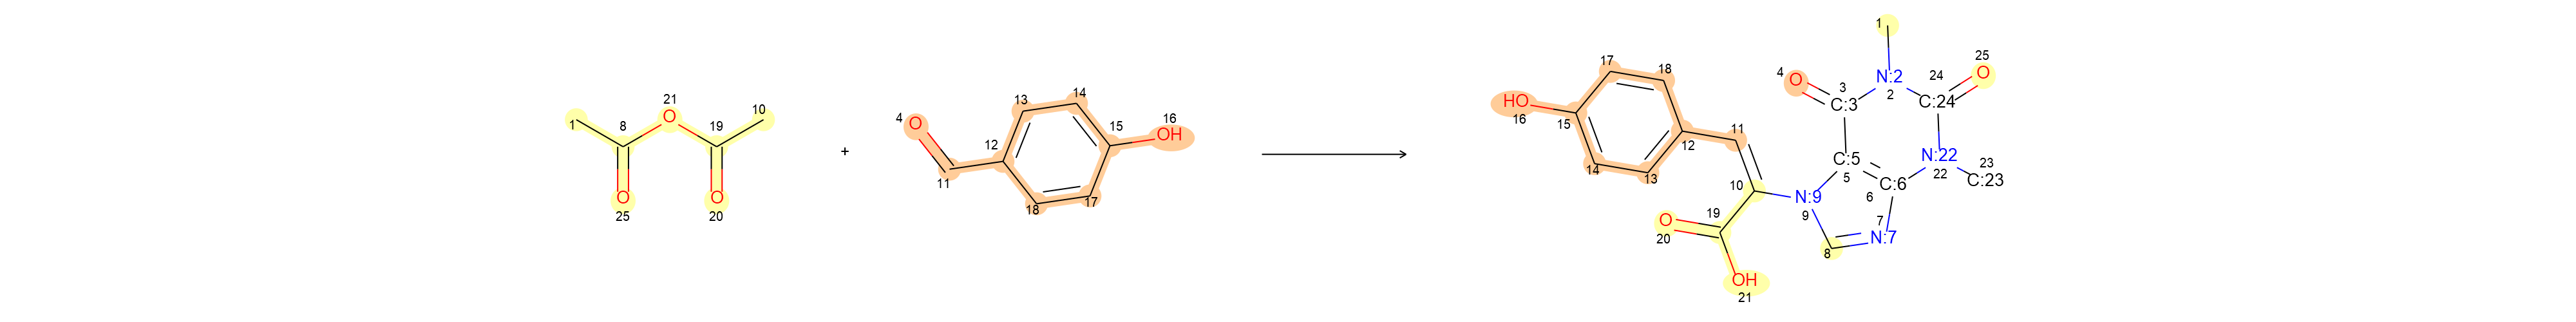 1 8 21 19 10 O O O 25 20
+
4 O 11 12 13 14 15 16 OH 17 18
17 18 HO 16 15 14 13 12 11 10 19 O 20 OH 21
1 4 O 3 C:3 N:2 2 24 C:24 O 25
C:5 5 C:6 6 N:22 22 23 C:23
N:9 9 8 7 N:7